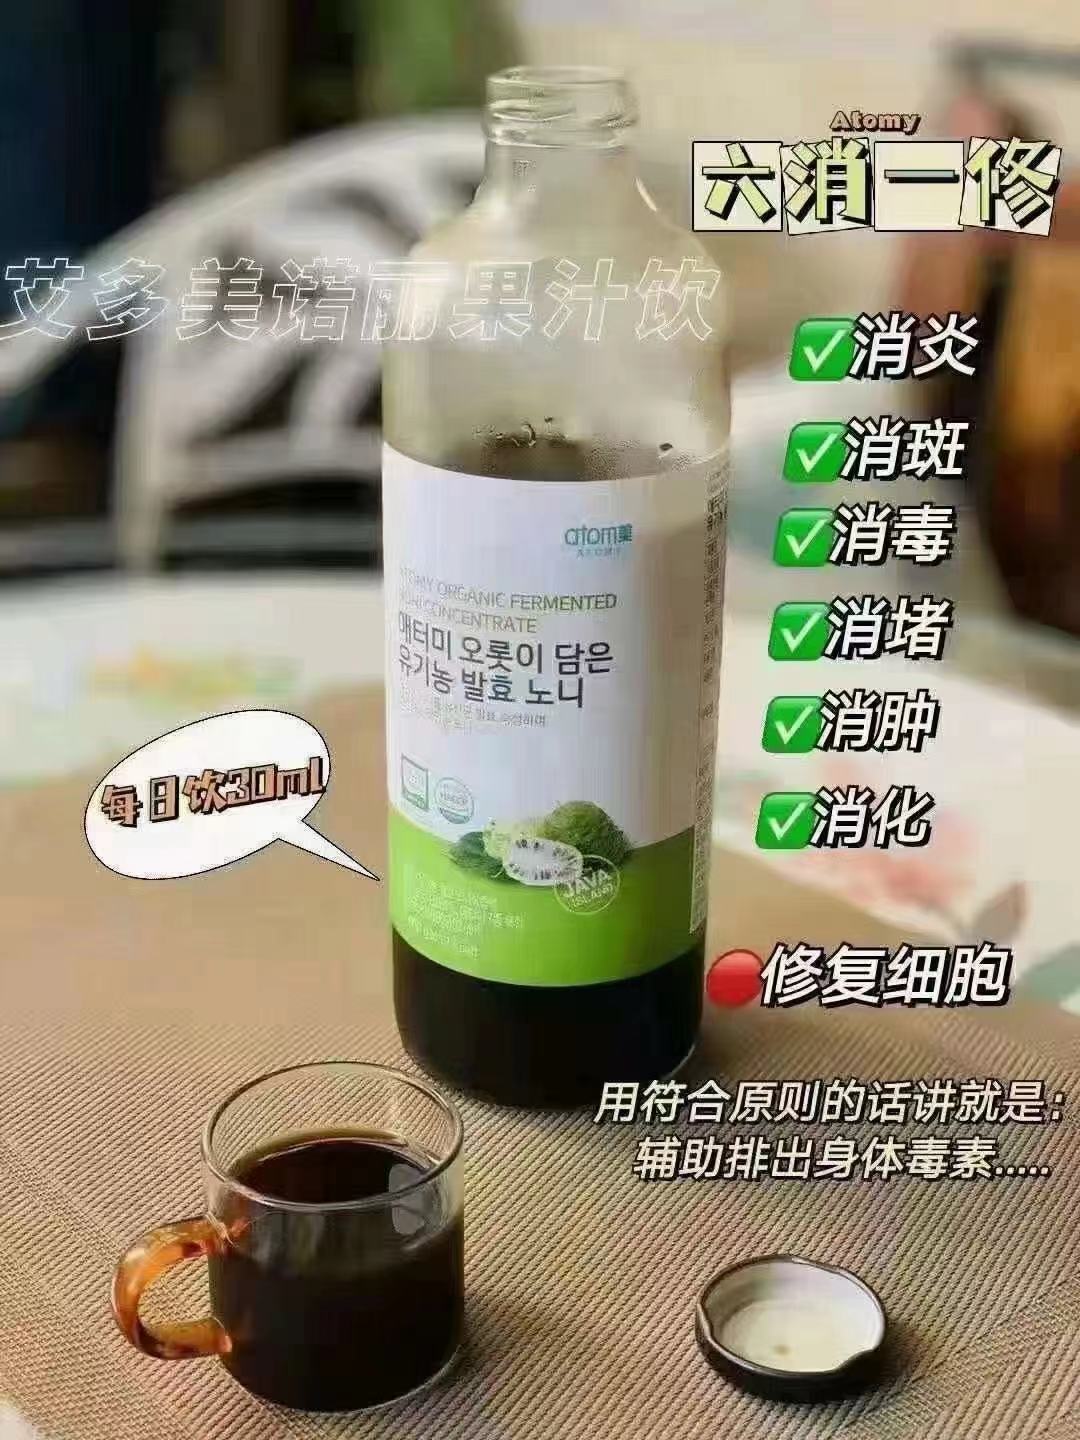 Atomy
六消一修
艾多美诺丽果汁饮
✅消炎
✅消斑
✅消毒
✅消堵
✅消肿
✅消化
atom美
ATOMY
ATOMY ORGANIC FERMENTED
NONI CONCENTRATE
애터미 오롯이 담은
유기농 발효 노니
每日饮30ml
JAVA
ISLAND
🔴修复细胞
用符合原则的话讲就是:
辅助排出身体毒素.....